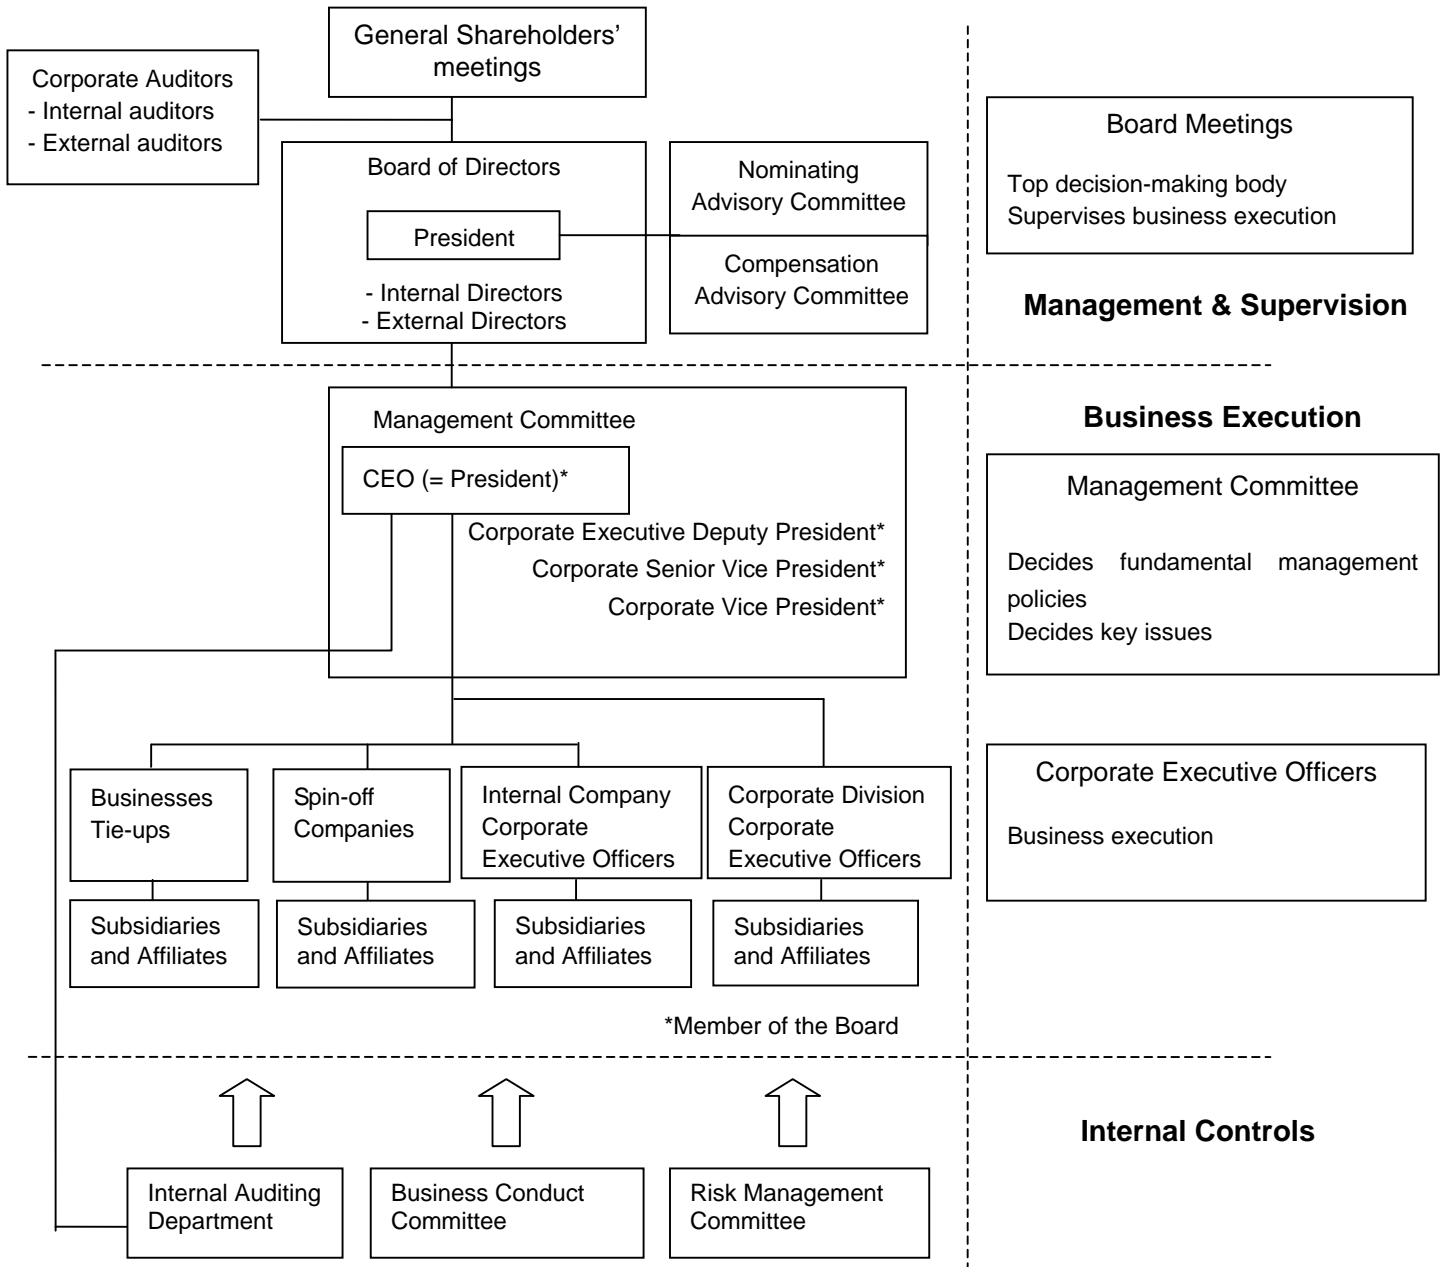 General Shareholders’
meetings
Corporate Auditors
- Internal auditors
- External auditors
Board of Directors
President
- Internal Directors
- External Directors
Nominating
Advisory Committee
Compensation
Advisory Committee
Board Meetings
Top decision-making body
Supervises business execution
Management & Supervision
Management Committee
CEO (= President)*
Corporate Executive Deputy President*
Corporate Senior Vice President*
Corporate Vice President*
Business Execution
Management Committee
Decides fundamental management
policies
Decides key issues
Businesses
Tie-ups
Spin-off
Companies
Internal Company
Corporate
Executive Officers
Corporate Division
Corporate
Executive Officers
Corporate Executive Officers
Business execution
Subsidiaries
and Affiliates
Subsidiaries
and Affiliates
Subsidiaries
and Affiliates
Subsidiaries
and Affiliates
*Member of the Board
Internal Controls
Internal Auditing
Department
Business Conduct
Committee
Risk Management
Committee